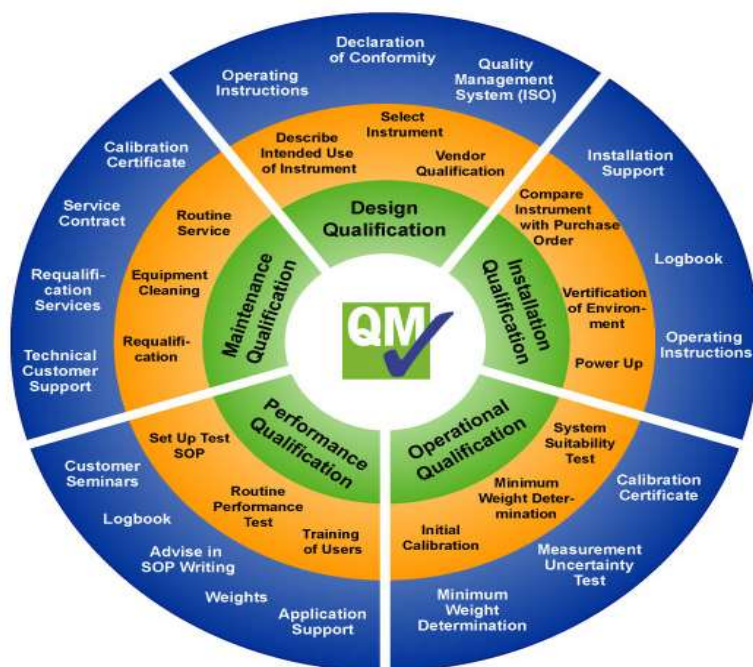 Declaration
of Conformity
Operating
Instructions
Quality
Management
System (ISO)
Select
Instrument
Describe
Intended Use
of Instrument
Vendor
Qualification
Design
Qualification
Installation
Support
Logbook
Operating
Instructions
Compare
Instrument
with Purchase
Order
Vertification
of Environ-
ment
Power Up
Installation
Qualification
Calibration
Certificate
Measurement
Uncertainty
Test
Minimum
Weight
Determination
System
Suitability
Test
Minimum
Weight Deter-
mination
Initial
Calibration
Operational
Qualification
Customer
Seminars
Logbook
Advise in
SOP Writing
Weights
Application
Support
Set Up Test
SOP
Routine
Performance
Test
Training
of Users
Performance
Qualification
Calibration
Certificate
Service
Contract
Requalifi-
cation
Services
Technical
Customer
Support
Routine
Service
Equipment
Cleaning
Requalifi-
cation
Maintenance
Qualification
QM